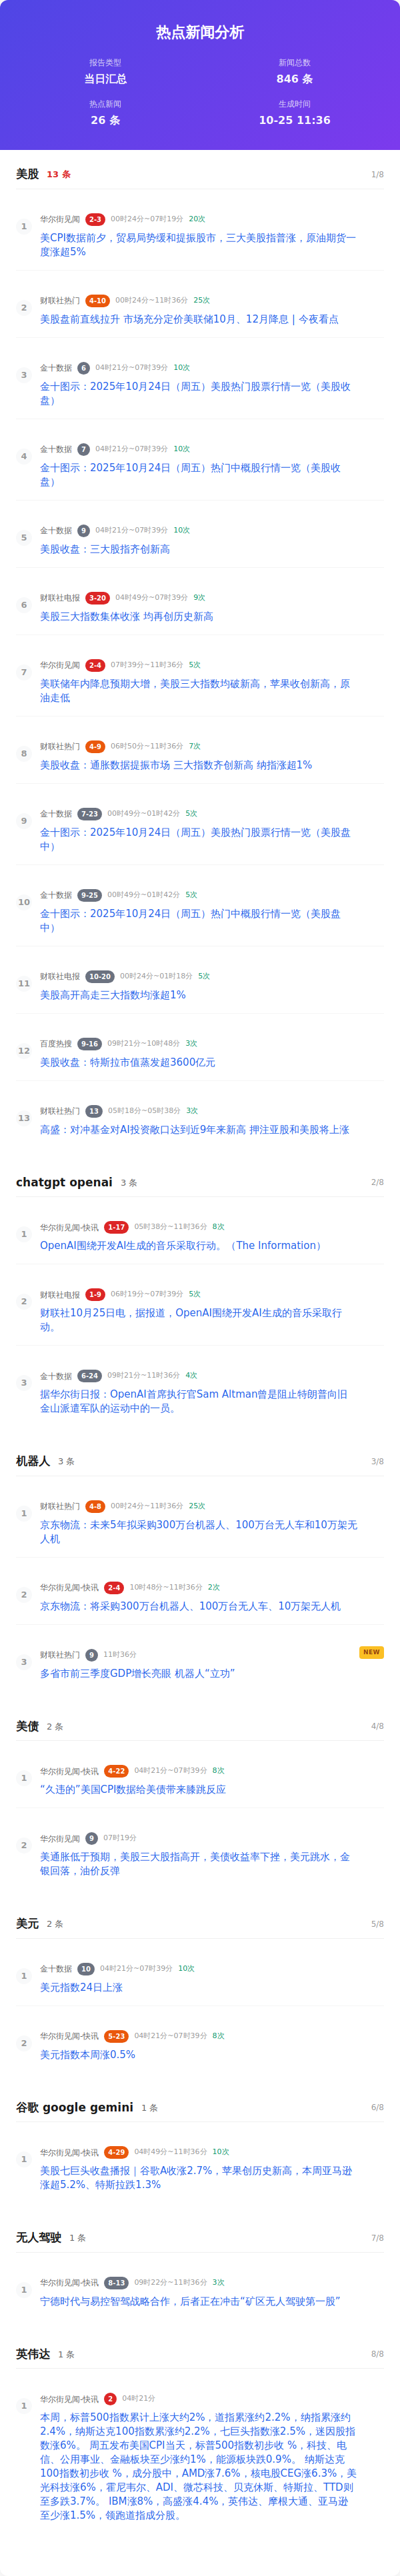 热点新闻分析
报告类型
当日汇总
新闻总数
846 条
热点新闻
26 条
生成时间
10-25 11:36
美股 13 条 1/8
1
华尔街见闻 2-3 00时24分~07时19分 20次
美CPI数据前夕，贸易局势缓和提振股市，三大美股指普涨，原油期货一
度涨超5%
2
财联社热门 4-10 00时24分~11时36分 25次
美股盘前直线拉升 市场充分定价美联储10月、12月降息 | 今夜看点
3
金十数据 6 04时21分~07时39分 10次
金十图示：2025年10月24日（周五）美股热门股票行情一览（美股收
盘）
4
金十数据 7 04时21分~07时39分 10次
金十图示：2025年10月24日（周五）热门中概股行情一览（美股收
盘）
5
金十数据 9 04时21分~07时39分 10次
美股收盘：三大股指齐创新高
6
财联社电报 3-20 04时49分~07时39分 9次
美股三大指数集体收涨 均再创历史新高
7
华尔街见闻 2-4 07时39分~11时36分 5次
美联储年内降息预期大增，美股三大指数均破新高，苹果收创新高，原
油走低
8
财联社热门 4-9 06时50分~11时36分 7次
美股收盘：通胀数据提振市场 三大指数齐创新高 纳指涨超1%
9
金十数据 7-23 00时49分~01时42分 5次
金十图示：2025年10月24日（周五）美股热门股票行情一览（美股盘
中）
10
金十数据 9-25 00时49分~01时42分 5次
金十图示：2025年10月24日（周五）热门中概股行情一览（美股盘
中）
11
财联社电报 10-20 00时24分~01时18分 5次
美股高开高走三大指数均涨超1%
12
百度热搜 9-16 09时21分~10时48分 3次
美股收盘：特斯拉市值蒸发超3600亿元
13
财联社热门 13 05时18分~05时38分 3次
高盛：对冲基金对AI投资敞口达到近9年来新高 押注亚股和美股将上涨
chatgpt openai 3 条 2/8
1
华尔街见闻-快讯 1-17 05时38分~11时36分 8次
OpenAI围绕开发AI生成的音乐采取行动。（The Information）
2
财联社电报 1-9 06时19分~07时39分 5次
财联社10月25日电，据报道，OpenAI围绕开发AI生成的音乐采取行
动。
3
金十数据 6-24 09时21分~11时36分 4次
据华尔街日报：OpenAI首席执行官Sam Altman曾是阻止特朗普向旧
金山派遣军队的运动中的一员。
机器人 3 条 3/8
1
财联社热门 4-8 00时24分~11时36分 25次
京东物流：未来5年拟采购300万台机器人、100万台无人车和10万架无
人机
2
华尔街见闻-快讯 2-4 10时48分~11时36分 2次
京东物流：将采购300万台机器人、100万台无人车、10万架无人机
3
财联社热门 9 11时36分 NEW
多省市前三季度GDP增长亮眼 机器人“立功”
美债 2 条 4/8
1
华尔街见闻-快讯 4-22 04时21分~07时39分 8次
“久违的”美国CPI数据给美债带来膝跳反应
2
华尔街见闻 9 07时19分
美通胀低于预期，美股三大股指高开，美债收益率下挫，美元跳水，金
银回落，油价反弹
美元 2 条 5/8
1
金十数据 10 04时21分~07时39分 10次
美元指数24日上涨
2
华尔街见闻-快讯 5-23 04时21分~07时39分 8次
美元指数本周涨0.5%
谷歌 google gemini 1 条 6/8
1
华尔街见闻-快讯 4-29 04时49分~11时36分 10次
美股七巨头收盘播报｜谷歌A收涨2.7%，苹果创历史新高，本周亚马逊
涨超5.2%、特斯拉跌1.3%
无人驾驶 1 条 7/8
1
华尔街见闻-快讯 8-13 09时22分~11时36分 3次
宁德时代与易控智驾战略合作，后者正在冲击“矿区无人驾驶第一股”
英伟达 1 条 8/8
1
华尔街见闻-快讯 2 04时21分
本周，标普500指数累计上涨大约2%，道指累涨约2.2%，纳指累涨约
2.4%，纳斯达克100指数累涨约2.2%，七巨头指数涨2.5%，迷因股指
数涨6%。 周五发布美国CPI当天，标普500指数初步收 %，科技、电
信、公用事业、金融板块至少涨约1%，能源板块跌0.9%。 纳斯达克
100指数初步收 %，成分股中，AMD涨7.6%，核电股CEG涨6.3%，美
光科技涨6%，霍尼韦尔、ADI、微芯科技、贝克休斯、特斯拉、TTD则
至多跌3.7%。 IBM涨8%，高盛涨4.4%，英伟达、摩根大通、亚马逊
至少涨1.5%，领跑道指成分股。